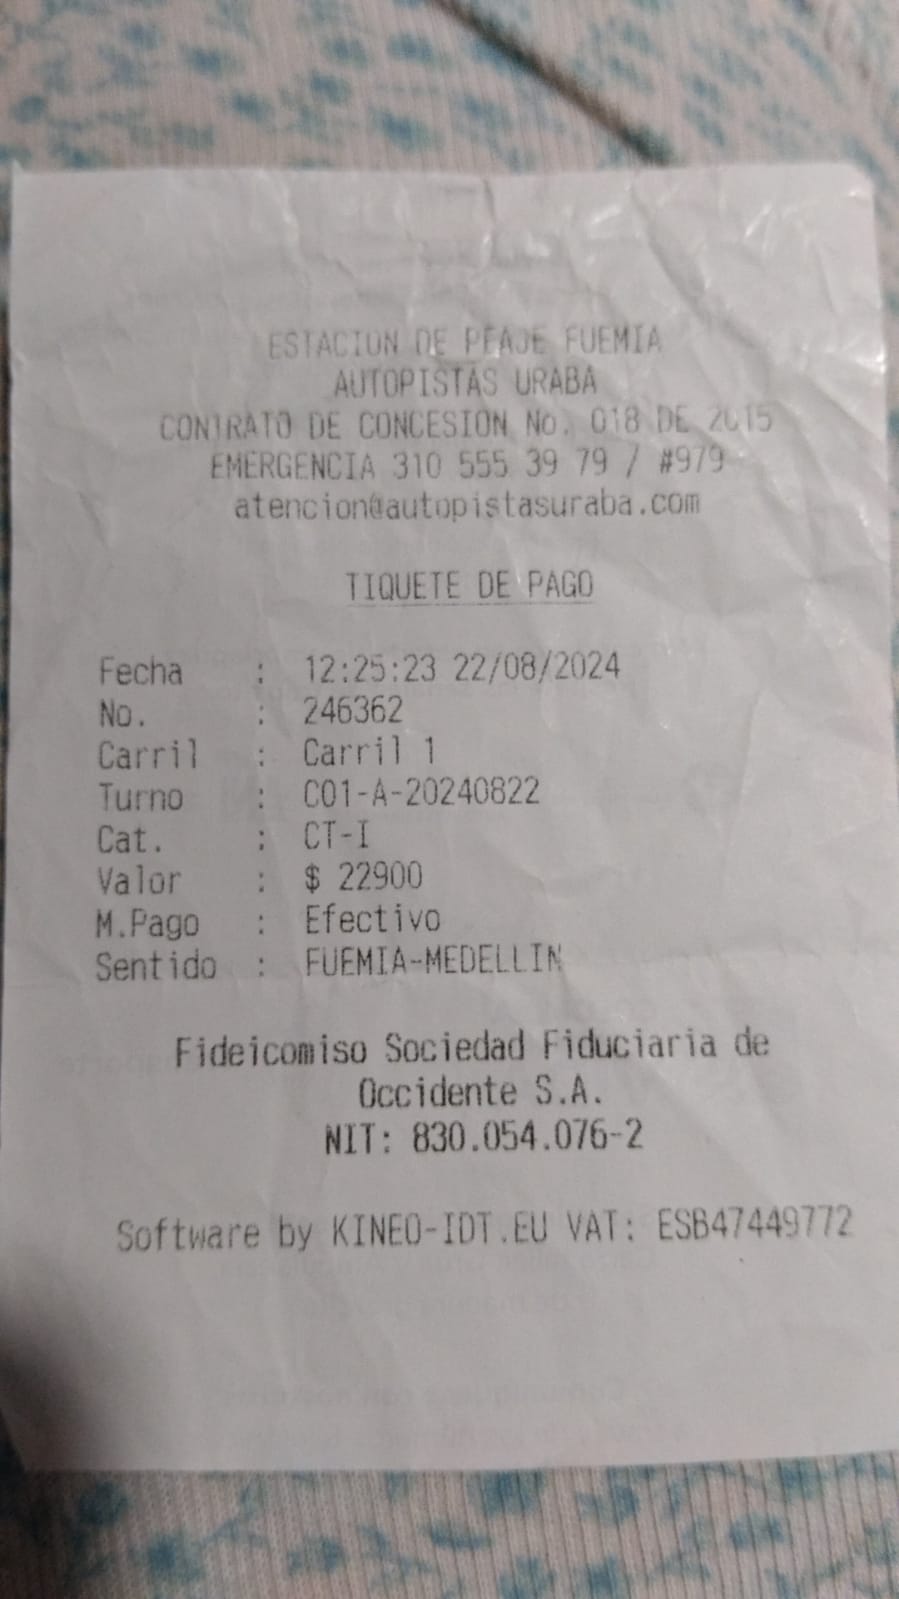 ESTACION DE PEAJE FUEMIA
AUTOPISTAS URABA
CONTRATO DE CONCESION No. 018 DE 2015
EMERGENCIA 310 555 39 79 / #979
atencion@autopistasuraba.com
TIQUETE DE PAGO
Fecha : 12:25:23 22/08/2024
No. : 246362
Carril : Carril 1
Turno : C01-A-20240822
Cat. : CT-I
Valor : $ 22900
M.Pago : Efectivo
Sentido : FUEMIA-MEDELLIN
Fideicomiso Sociedad Fiduciaria de
Occidente S.A.
NIT: 830.054.076-2
Software by KINEO-IDT.EU VAT: ESB47449772